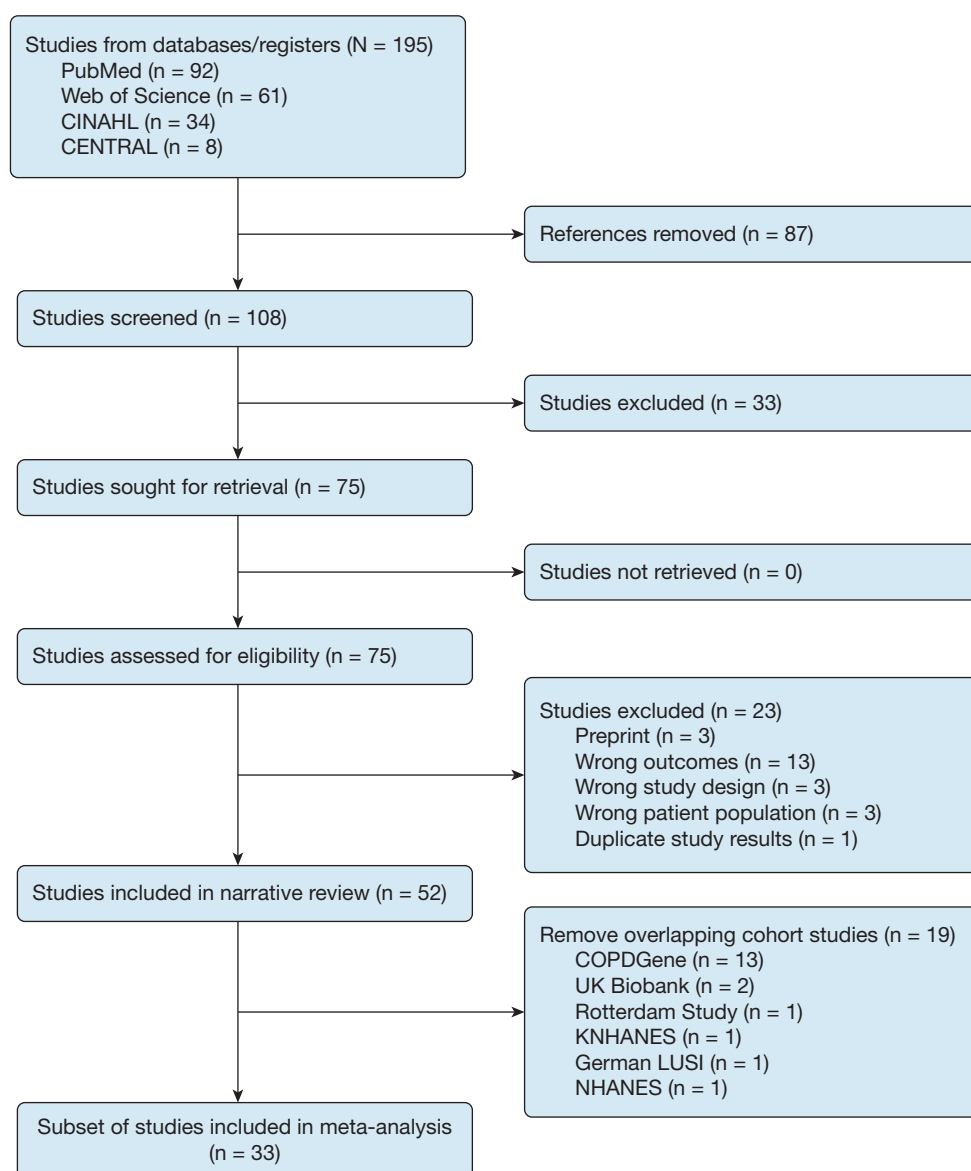 Studies from databases/registers (N = 195)
PubMed (n = 92)
Web of Science (n = 61)
CINAHL (n = 34)
CENTRAL (n = 8)
References removed (n = 87)
Studies screened (n = 108)
Studies excluded (n = 33)
Studies sought for retrieval (n = 75)
Studies not retrieved (n = 0)
Studies assessed for eligibility (n = 75)
Studies excluded (n = 23)
Preprint (n = 3)
Wrong outcomes (n = 13)
Wrong study design (n = 3)
Wrong patient population (n = 3)
Duplicate study results (n = 1)
Studies included in narrative review (n = 52)
Remove overlapping cohort studies (n = 19)
COPDGene (n = 13)
UK Biobank (n = 2)
Rotterdam Study (n = 1)
KNHANES (n = 1)
German LUSI (n = 1)
NHANES (n = 1)
Subset of studies included in meta-analysis
(n = 33)